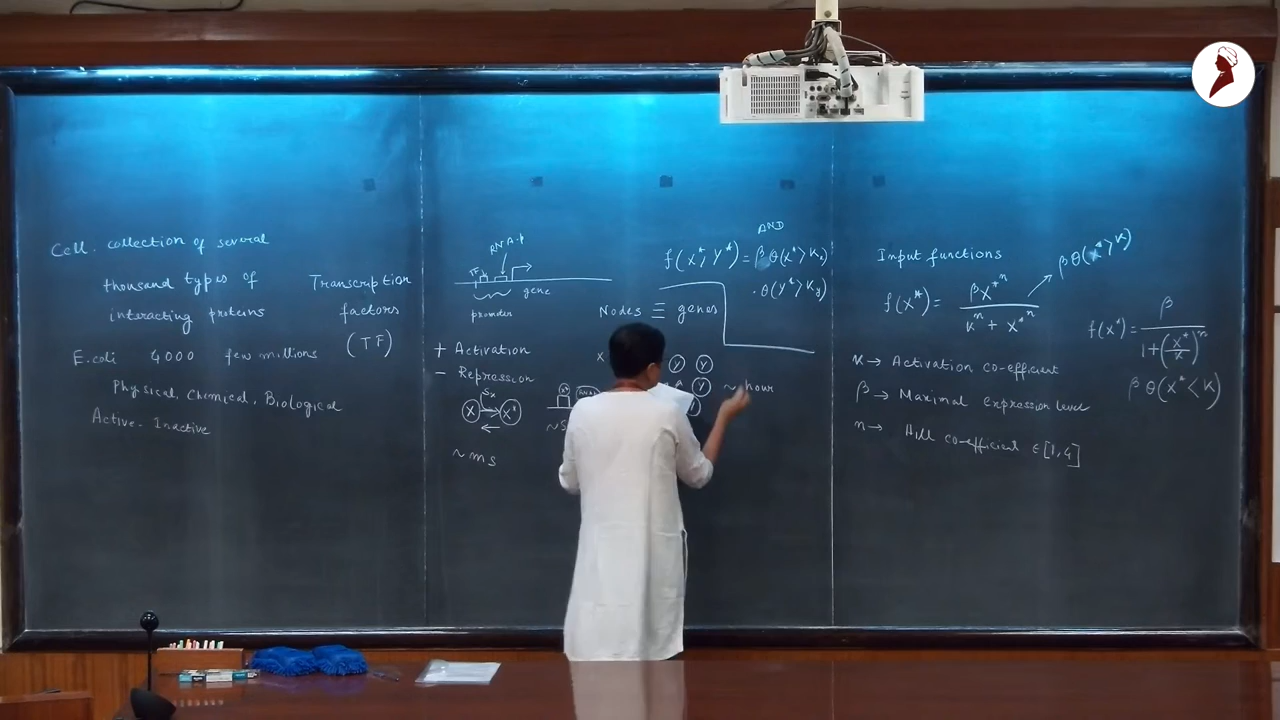 Cell. collection of several
thousand types of
interacting proteins
Transcription
factors
(TF)
E.coli 4000 few millions
Physical, Chemical, Biological
Active. Inactive
RNA-p
TF
gene
promoter
+ Activation
- Repression
Sx
X X*
~ms
AND
f(X*, Y*) = β θ(X* > Kx)
· θ(Y* > Ky)
Nodes ≡ genes
X
Y Y
Y
~ hour
Input functions
f(X*) = βX*ⁿ / (Kⁿ + X*ⁿ)
βθ(X* > K)
f(X*) = β / (1+(X*/K)ⁿ)
βθ(X* < K)
K → Activation co-efficient
β → Maximal expression level
n → Hill co-efficient ∈ [1,4]